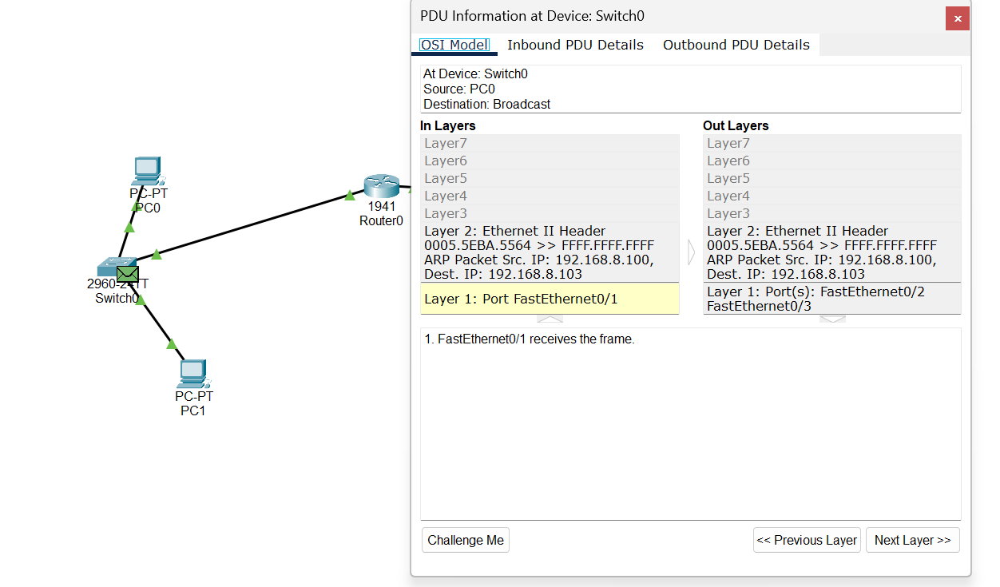 PDU Information at Device: Switch0
x
OSI Model Inbound PDU Details Outbound PDU Details
At Device: Switch0
Source: PC0
Destination: Broadcast
In Layers
Layer7
Layer6
Layer5
Layer4
Layer3
Layer 2: Ethernet II Header
0005.5EBA.5564 >> FFFF.FFFF.FFFF
ARP Packet Src. IP: 192.168.8.100,
Dest. IP: 192.168.8.103
Layer 1: Port FastEthernet0/1
Out Layers
Layer7
Layer6
Layer5
Layer4
Layer3
Layer 2: Ethernet II Header
0005.5EBA.5564 >> FFFF.FFFF.FFFF
ARP Packet Src. IP: 192.168.8.100,
Dest. IP: 192.168.8.103
Layer 1: Port(s): FastEthernet0/2
FastEthernet0/3
1. FastEthernet0/1 receives the frame.
Challenge Me
<< Previous Layer
Next Layer >>
PC-PT
PC0
1941
Router0
2960-24TT
Switch0
PC-PT
PC1